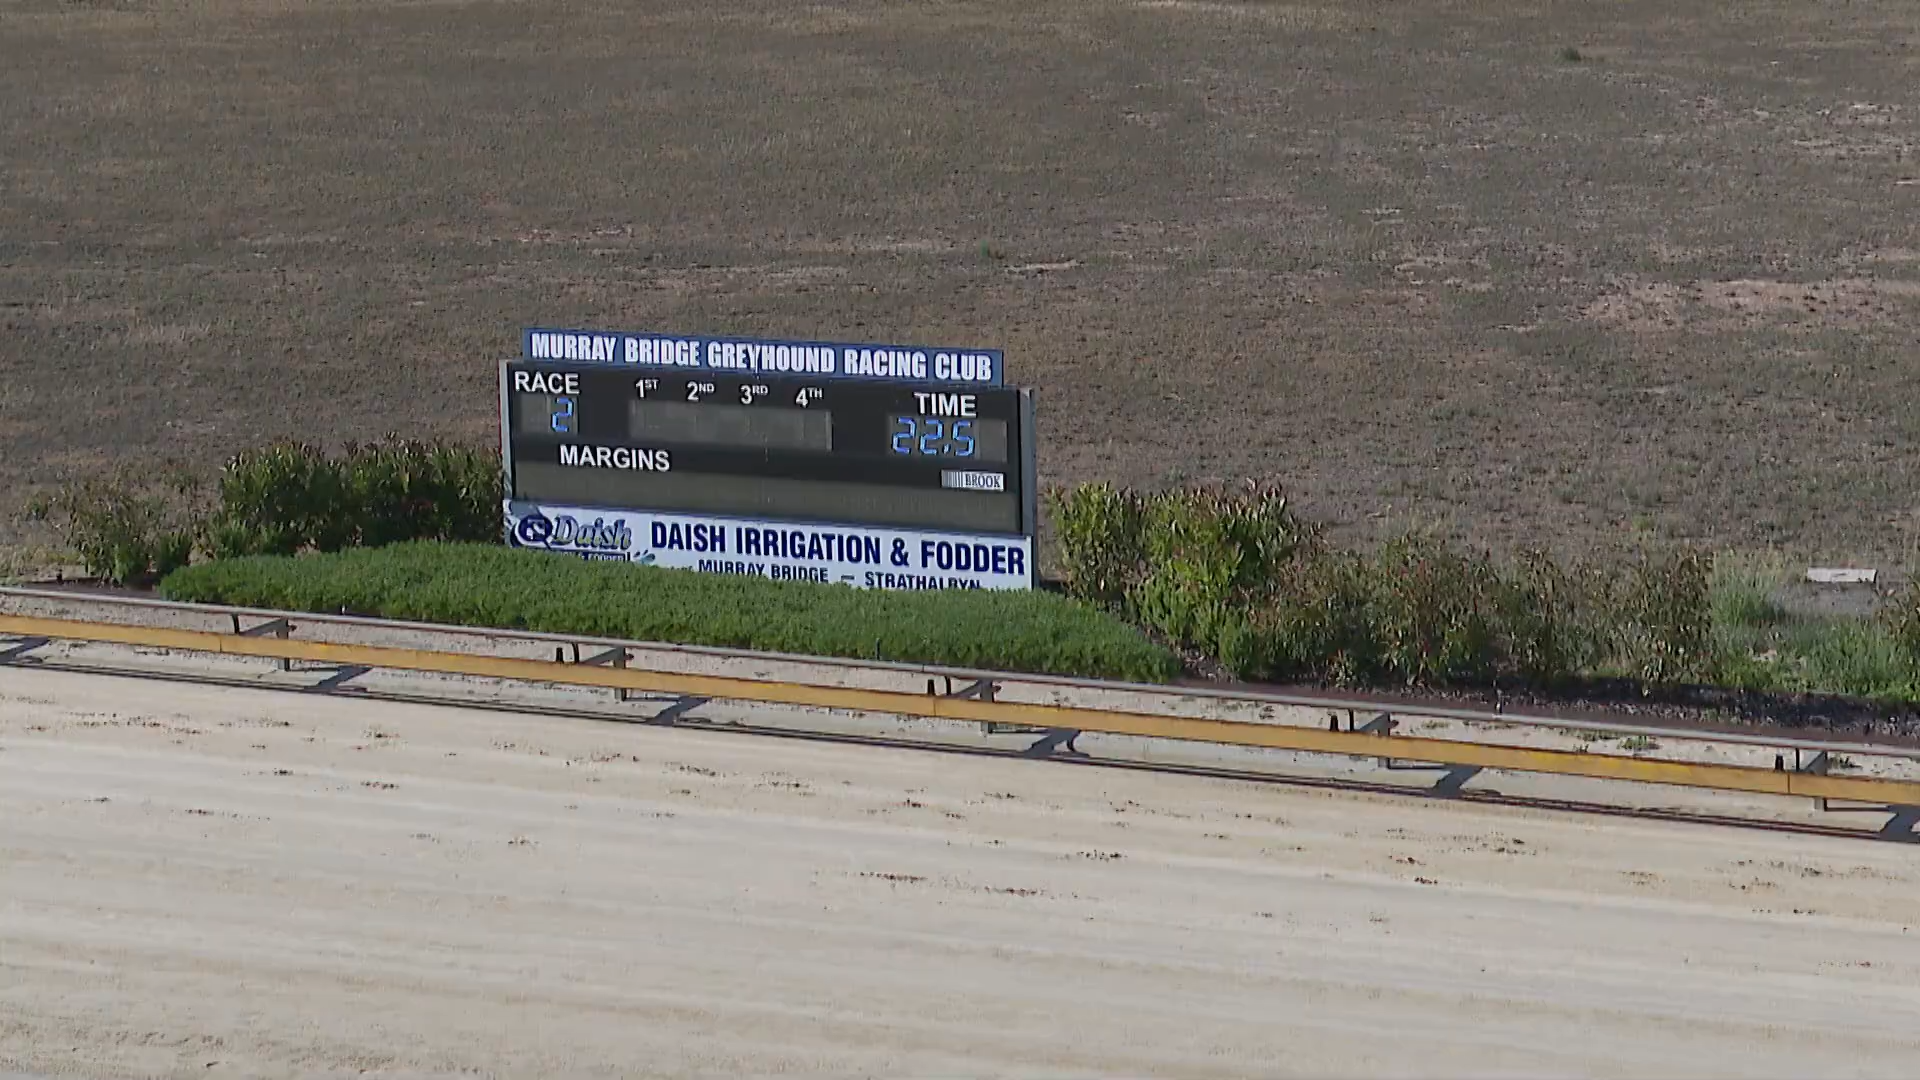 MURRAY BRIDGE GREYHOUND RACING CLUB
RACE 1ST 2ND 3RD 4TH TIME
2 22.5
MARGINS
BROOK
Daish DAISH IRRIGATION & FODDER
& FODDER MURRAY BRIDGE – STRATHALBYN